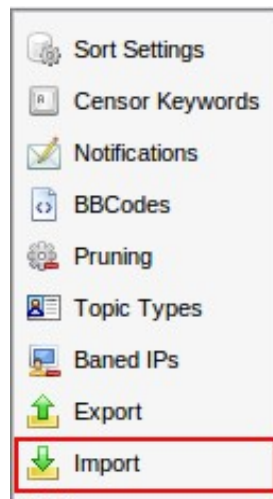 Sort Settings
Censor Keywords
Notifications
BBCodes
Pruning
Topic Types
Baned IPs
Export
Import